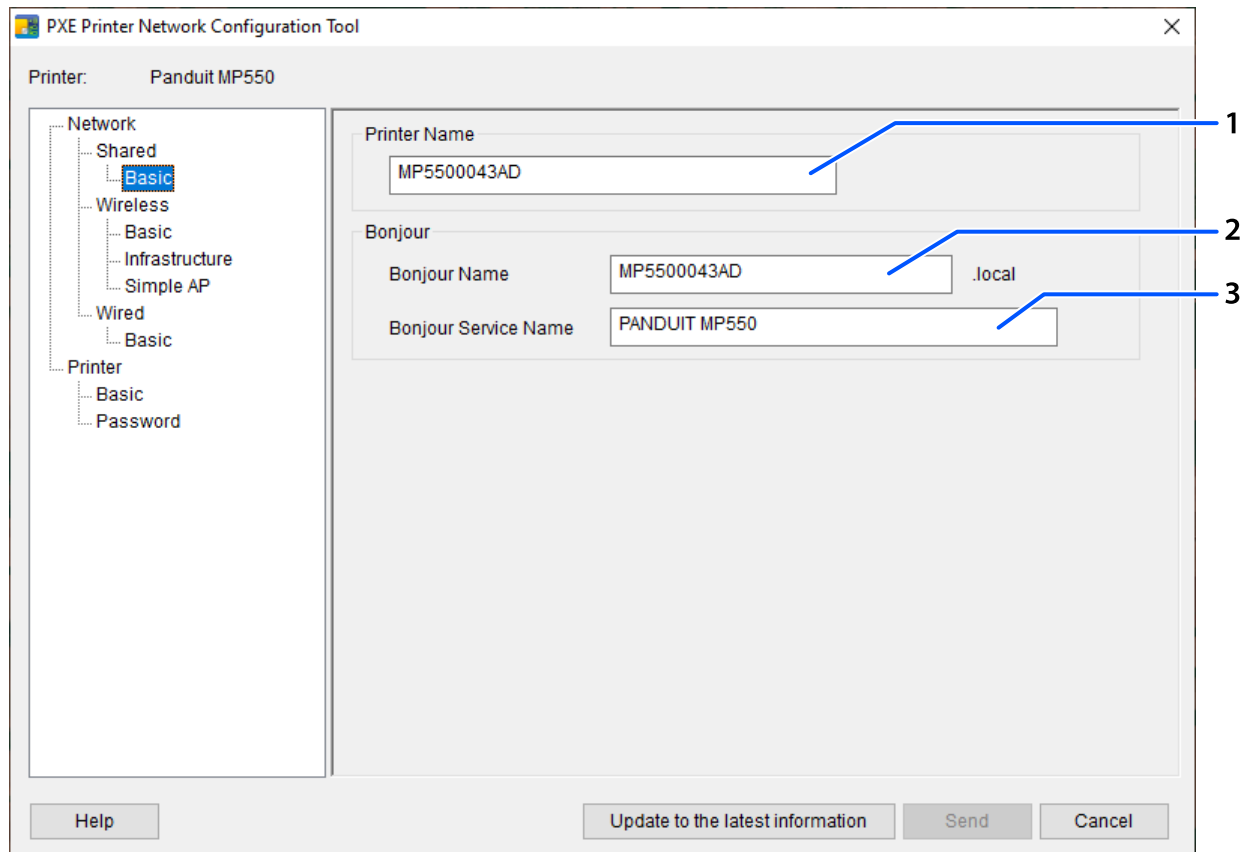 PXE Printer Network Configuration Tool
Printer: Panduit MP550
Network
Shared
Basic
Wireless
Basic
Infrastructure
Simple AP
Wired
Basic
Printer
Basic
Password
Printer Name
MP5500043AD
1
Bonjour
Bonjour Name MP5500043AD .local
2
Bonjour Service Name PANDUIT MP550
3
Help Update to the latest information Send Cancel